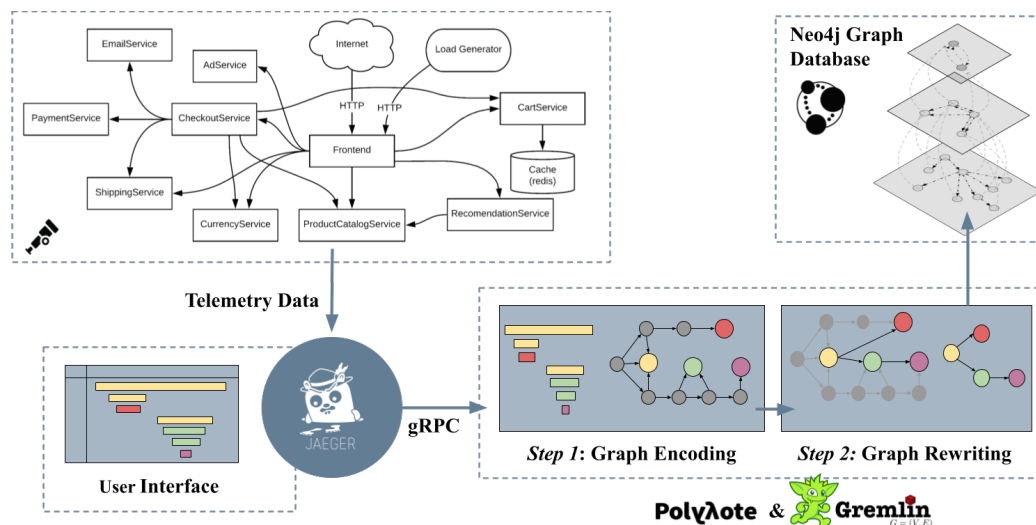 EmailService
Internet
Load Generator
AdService
HTTP
HTTP
CartService
PaymentService
CheckoutService
Frontend
Cache
(redis)
ShippingService
CurrencyService
ProductCatalogService
RecomendationService
Neo4j Graph
Database
Telemetry Data
JAEGER
gRPC
User Interface
Step 1: Graph Encoding
Step 2: Graph Rewriting
Polyλote & Gremlin
G = (V, E)